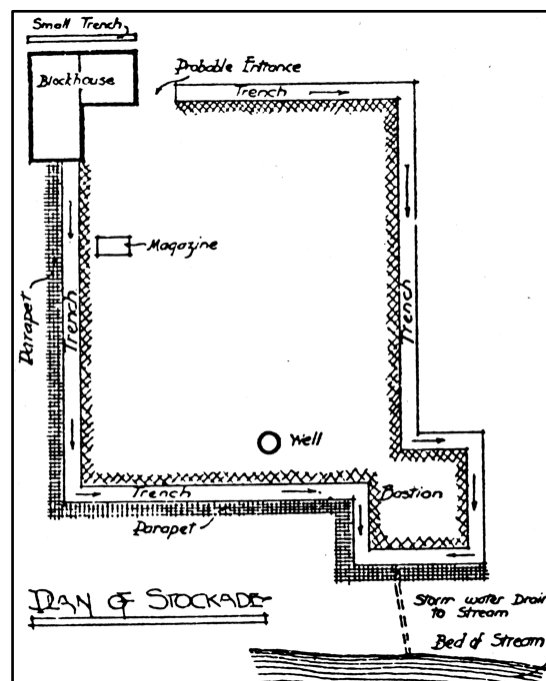 Small Trench
Blockhouse
Probable Entrance
Trench
Magazine
Parapet
Trench
Trench
Well
Trench
Bastion
Parapet
PLAN OF STOCKADE
Storm water Drain
to Stream
Bed of Stream